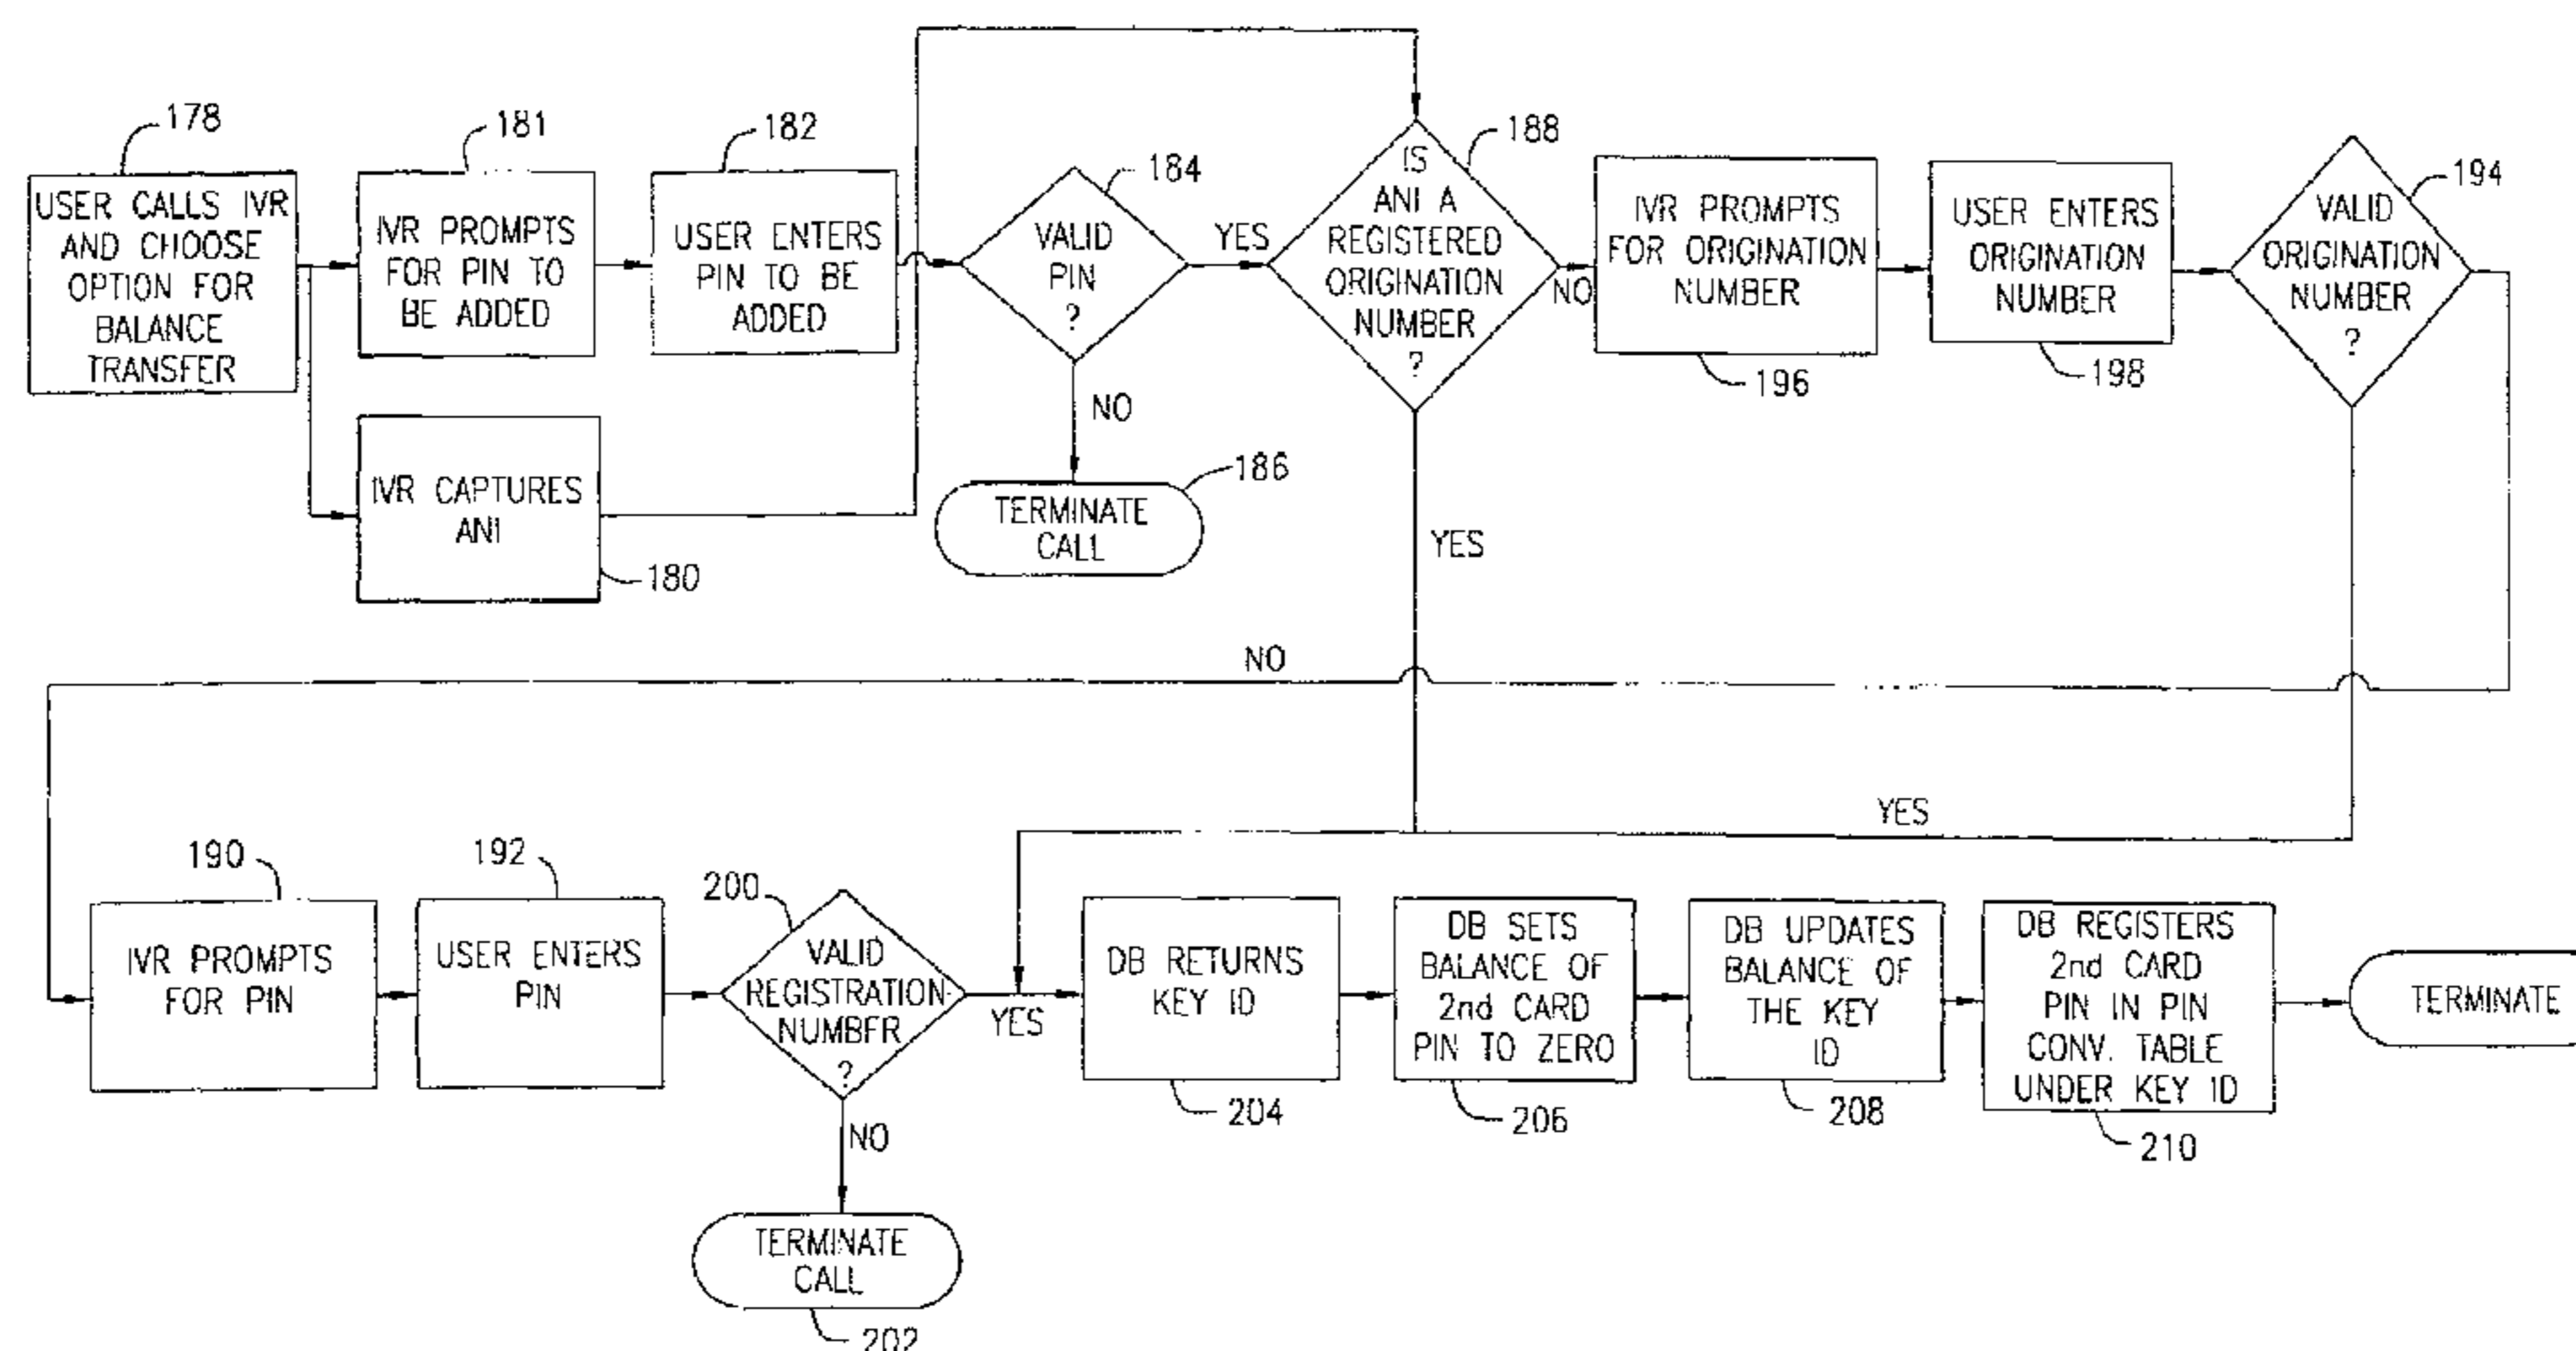 178
USER CALLS IVR
AND CHOOSE
OPTION FOR
BALANCE
TRANSFER
181
IVR PROMPTS
FOR PIN TO
BE ADDED
182
USER ENTERS
PIN TO BE
ADDED
184
VALID
PIN
?
YES
NO
186
TERMINATE
CALL
IVR CAPTURES
ANI
180
188
IS
ANI A
REGISTERED
ORIGINATION
NUMBER
?
NO
YES
IVR PROMPTS
FOR ORIGINATION
NUMBER
196
USER ENTERS
ORIGINATION
NUMBER
198
194
VALID
ORIGINATION
NUMBER
?
NO
YES
190
IVR PROMPTS
FOR PIN
192
USER ENTERS
PIN
200
VALID
REGISTRATION
NUMBER
?
YES
NO
TERMINATE
CALL
202
DB RETURNS
KEY ID
204
DB SETS
BALANCE OF
2nd CARD
PIN TO ZERO
206
DB UPDATES
BALANCE OF
THE KEY
ID
208
DB REGISTERS
2nd CARD
PIN IN PIN
CONV. TABLE
UNDER KEY ID
210
TERMINATE